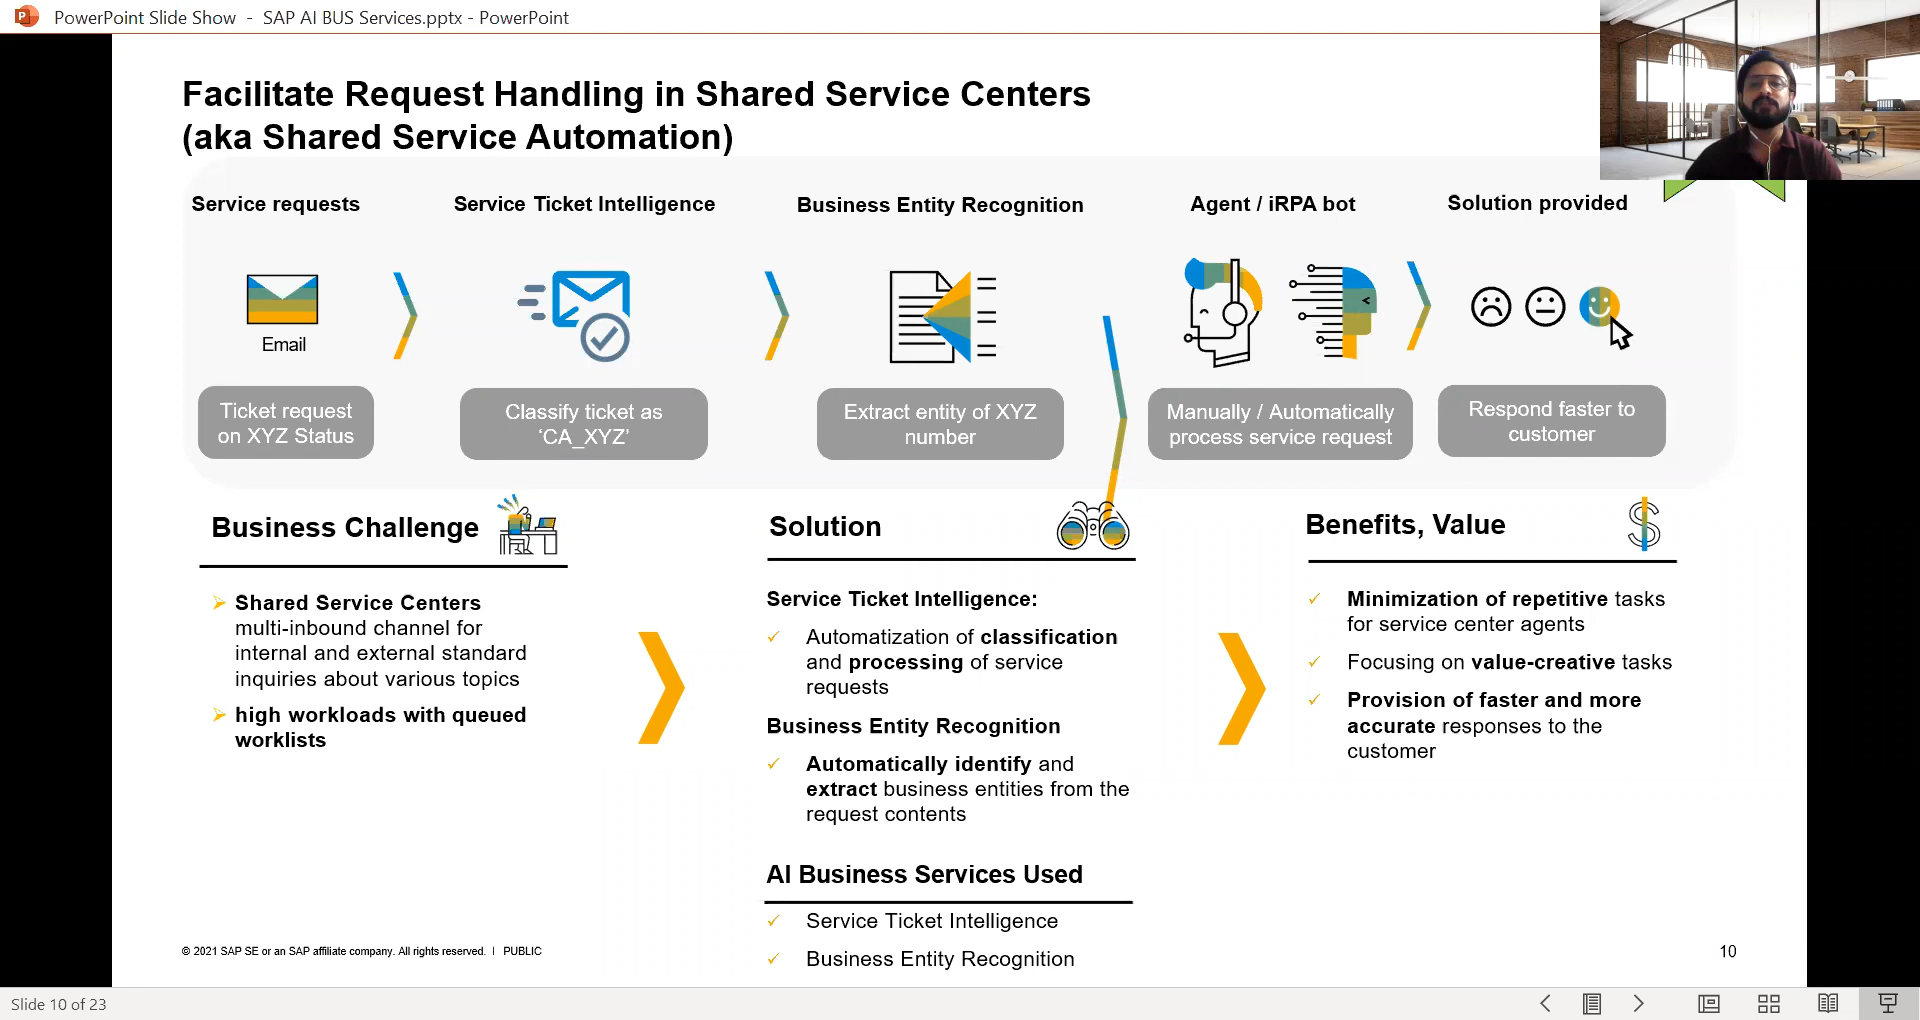 PowerPoint Slide Show - SAP AI BUS Services.pptx - PowerPoint
Facilitate Request Handling in Shared Service Centers
(aka Shared Service Automation)
Service requests
Service Ticket Intelligence
Business Entity Recognition
Agent / iRPA bot
Solution provided
Email
Ticket request
on XYZ Status
Classify ticket as
‘CA_XYZ’
Extract entity of XYZ
number
Manually / Automatically
process service request
Respond faster to
customer
Business Challenge
Shared Service Centers
multi-inbound channel for
internal and external standard
inquiries about various topics
high workloads with queued
worklists
Solution
Service Ticket Intelligence:
Automatization of classification
and processing of service
requests
Business Entity Recognition
Automatically identify and
extract business entities from the
request contents
AI Business Services Used
Service Ticket Intelligence
Business Entity Recognition
Benefits, Value
Minimization of repetitive tasks
for service center agents
Focusing on value-creative tasks
Provision of faster and more
accurate responses to the
customer
© 2021 SAP SE or an SAP affiliate company. All rights reserved. | PUBLIC
10
Slide 10 of 23